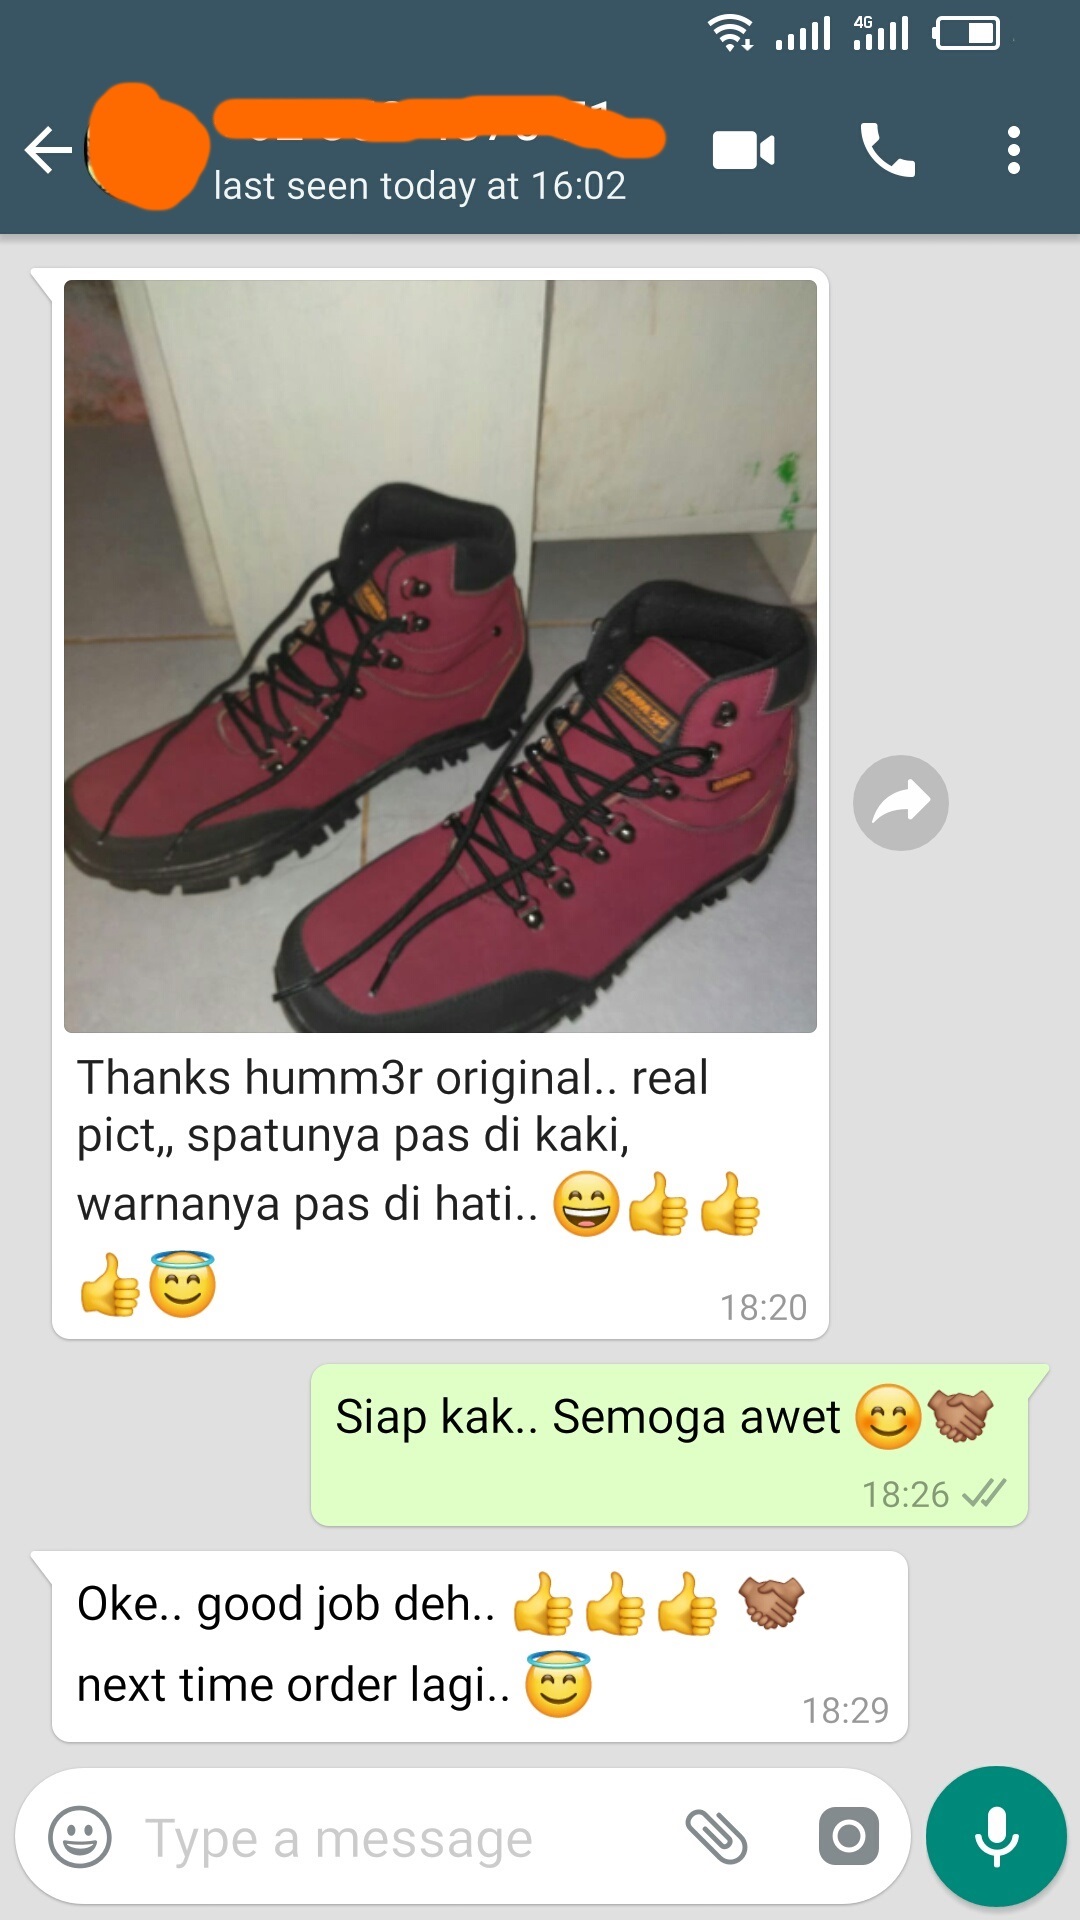 4G
last seen today at 16:02
Thanks humm3r original.. real
pict,, spatunya pas di kaki,
warnanya pas di hati.. 😄👍👍
👍😇
18:20
Siap kak.. Semoga awet 😊🤝🏽
18:26
Oke.. good job deh.. 👍👍👍 🤝🏽
next time order lagi.. 😇
18:29
Type a message